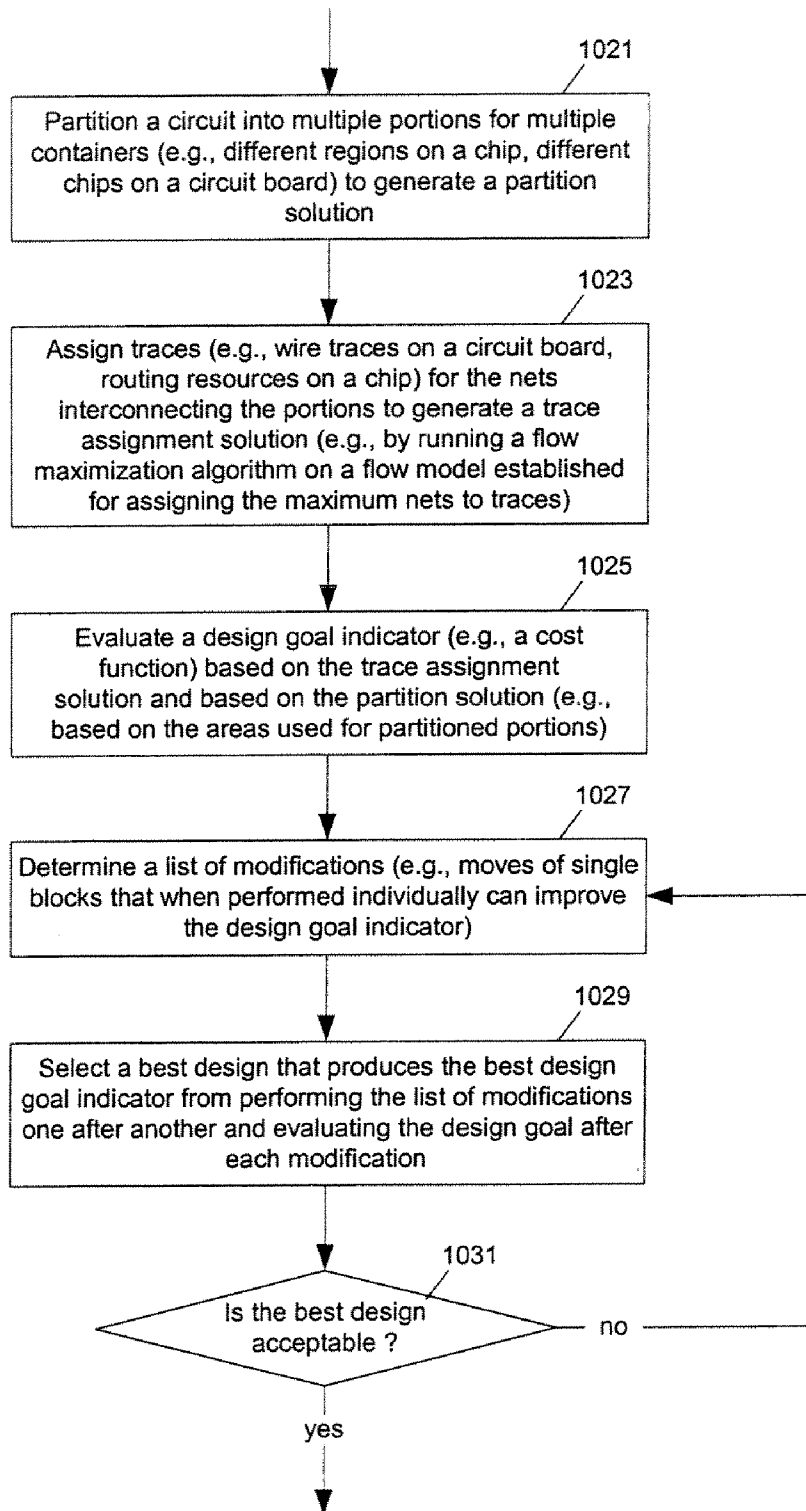 1021
Partition a circuit into multiple portions for multiple
containers (e.g., different regions on a chip, different
chips on a circuit board) to generate a partition
solution
1023
Assign traces (e.g., wire traces on a circuit board,
routing resources on a chip) for the nets
interconnecting the portions to generate a trace
assignment solution (e.g., by running a flow
maximization algorithm on a flow model established
for assigning the maximum nets to traces)
1025
Evaluate a design goal indicator (e.g., a cost
function) based on the trace assignment
solution and based on the partition solution (e.g.,
based on the areas used for partitioned portions)
1027
Determine a list of modifications (e.g., moves of single
blocks that when performed individually can improve
the design goal indicator)
1029
Select a best design that produces the best design
goal indicator from performing the list of modifications
one after another and evaluating the design goal after
each modification
1031
Is the best design
acceptable ?
no
yes